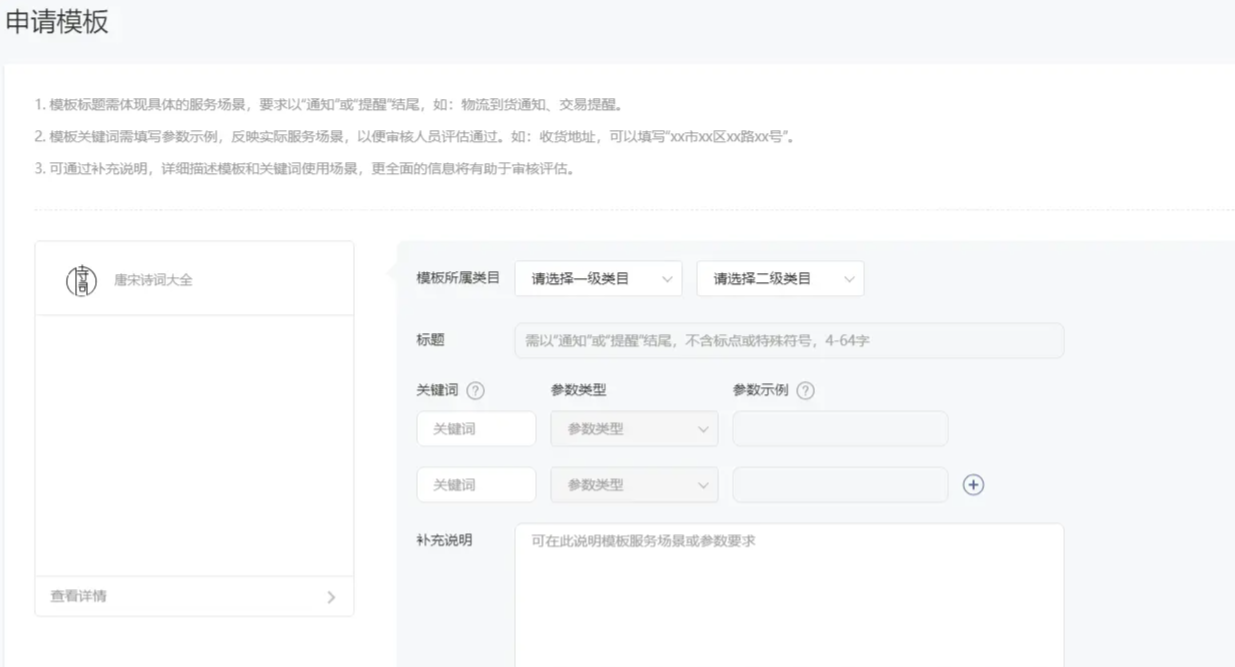 申请模板
1. 模板标题需体现具体的服务场景，要求以“通知”或“提醒”结尾，如：物流到货通知、交易提醒。
2. 模板关键词需填写参数示例，反映实际服务场景，以便审核人员评估通过。如：收货地址，可以填写“xx市xx区xx路xx号”。
3. 可通过补充说明，详细描述模板和关键词使用场景，更全面的信息将有助于审核评估。
诗词 唐宋诗词大全
模板所属类目 请选择一级类目 请选择二级类目
标题 需以“通知”或“提醒”结尾，不含标点或特殊符号，4-64字
关键词 ? 参数类型 参数示例 ?
关键词 参数类型
关键词 参数类型
补充说明 可在此说明模板服务场景或参数要求
查看详情